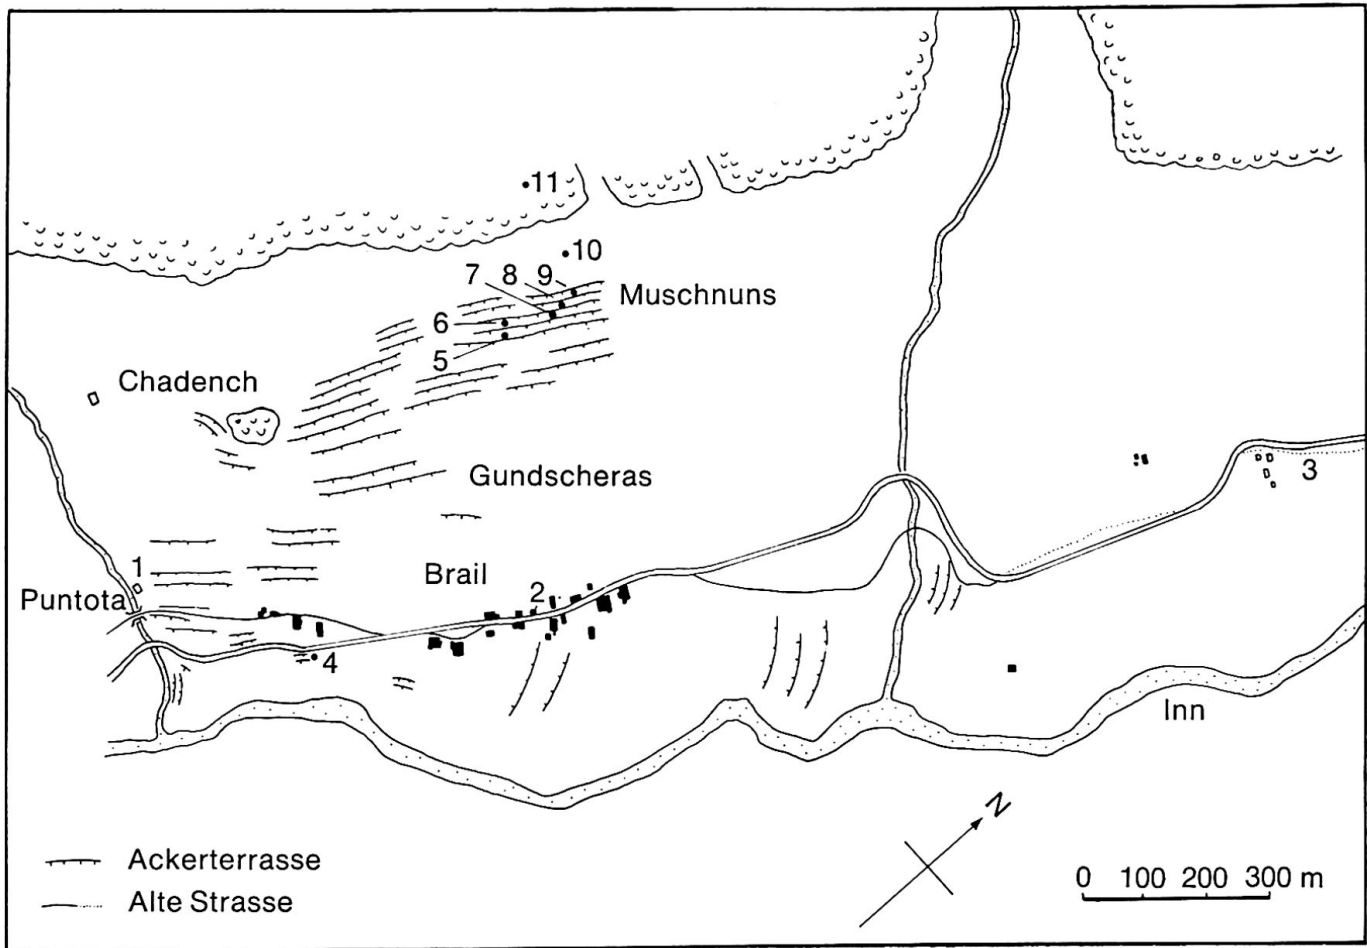 11
10
7 8 9
Muschnuns
6
5
Chadench
Gundscheras
3
1
Brail
Puntota
2
4
Inn
N
Ackerterrasse
Alte Strasse
0 100 200 300 m